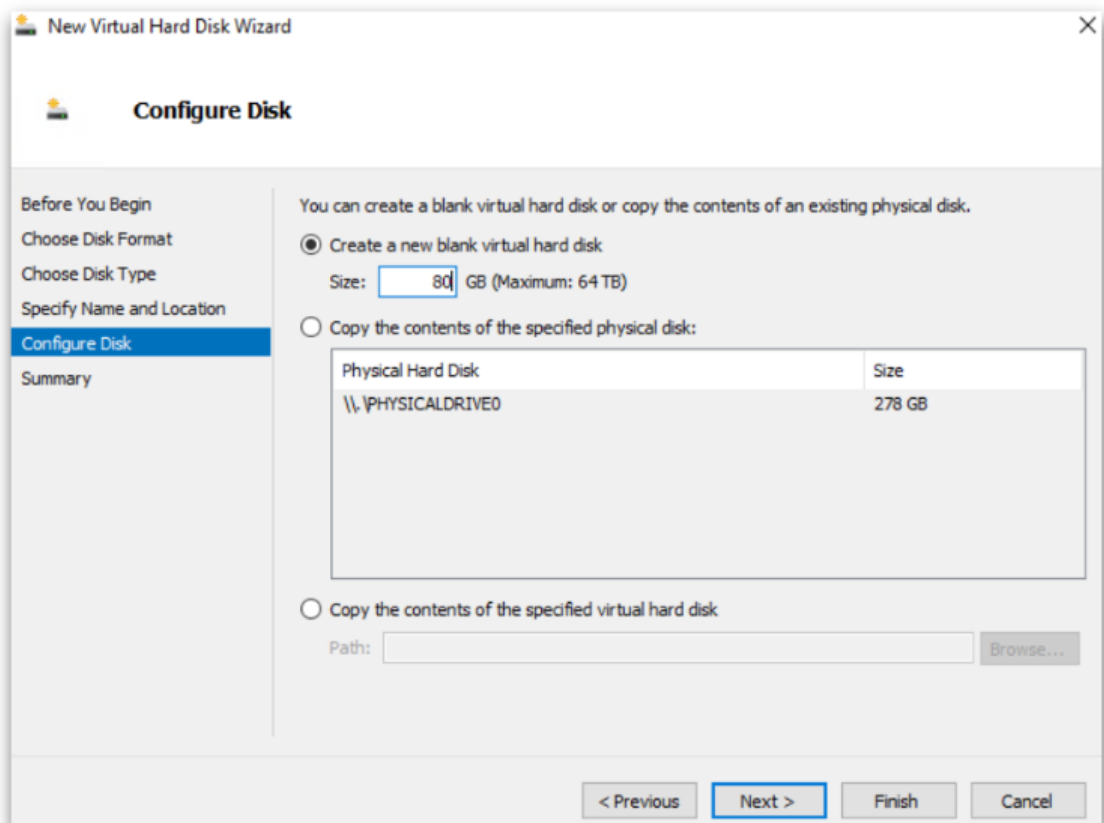 New Virtual Hard Disk Wizard
Configure Disk
Before You Begin
Choose Disk Format
Choose Disk Type
Specify Name and Location
Configure Disk
Summary
You can create a blank virtual hard disk or copy the contents of an existing physical disk.
Create a new blank virtual hard disk
Size: 80 GB (Maximum: 64 TB)
Copy the contents of the specified physical disk:
Physical Hard Disk Size
\\.\PHYSICALDRIVE0 278 GB
Copy the contents of the specified virtual hard disk
Path: Browse...
< Previous Next > Finish Cancel